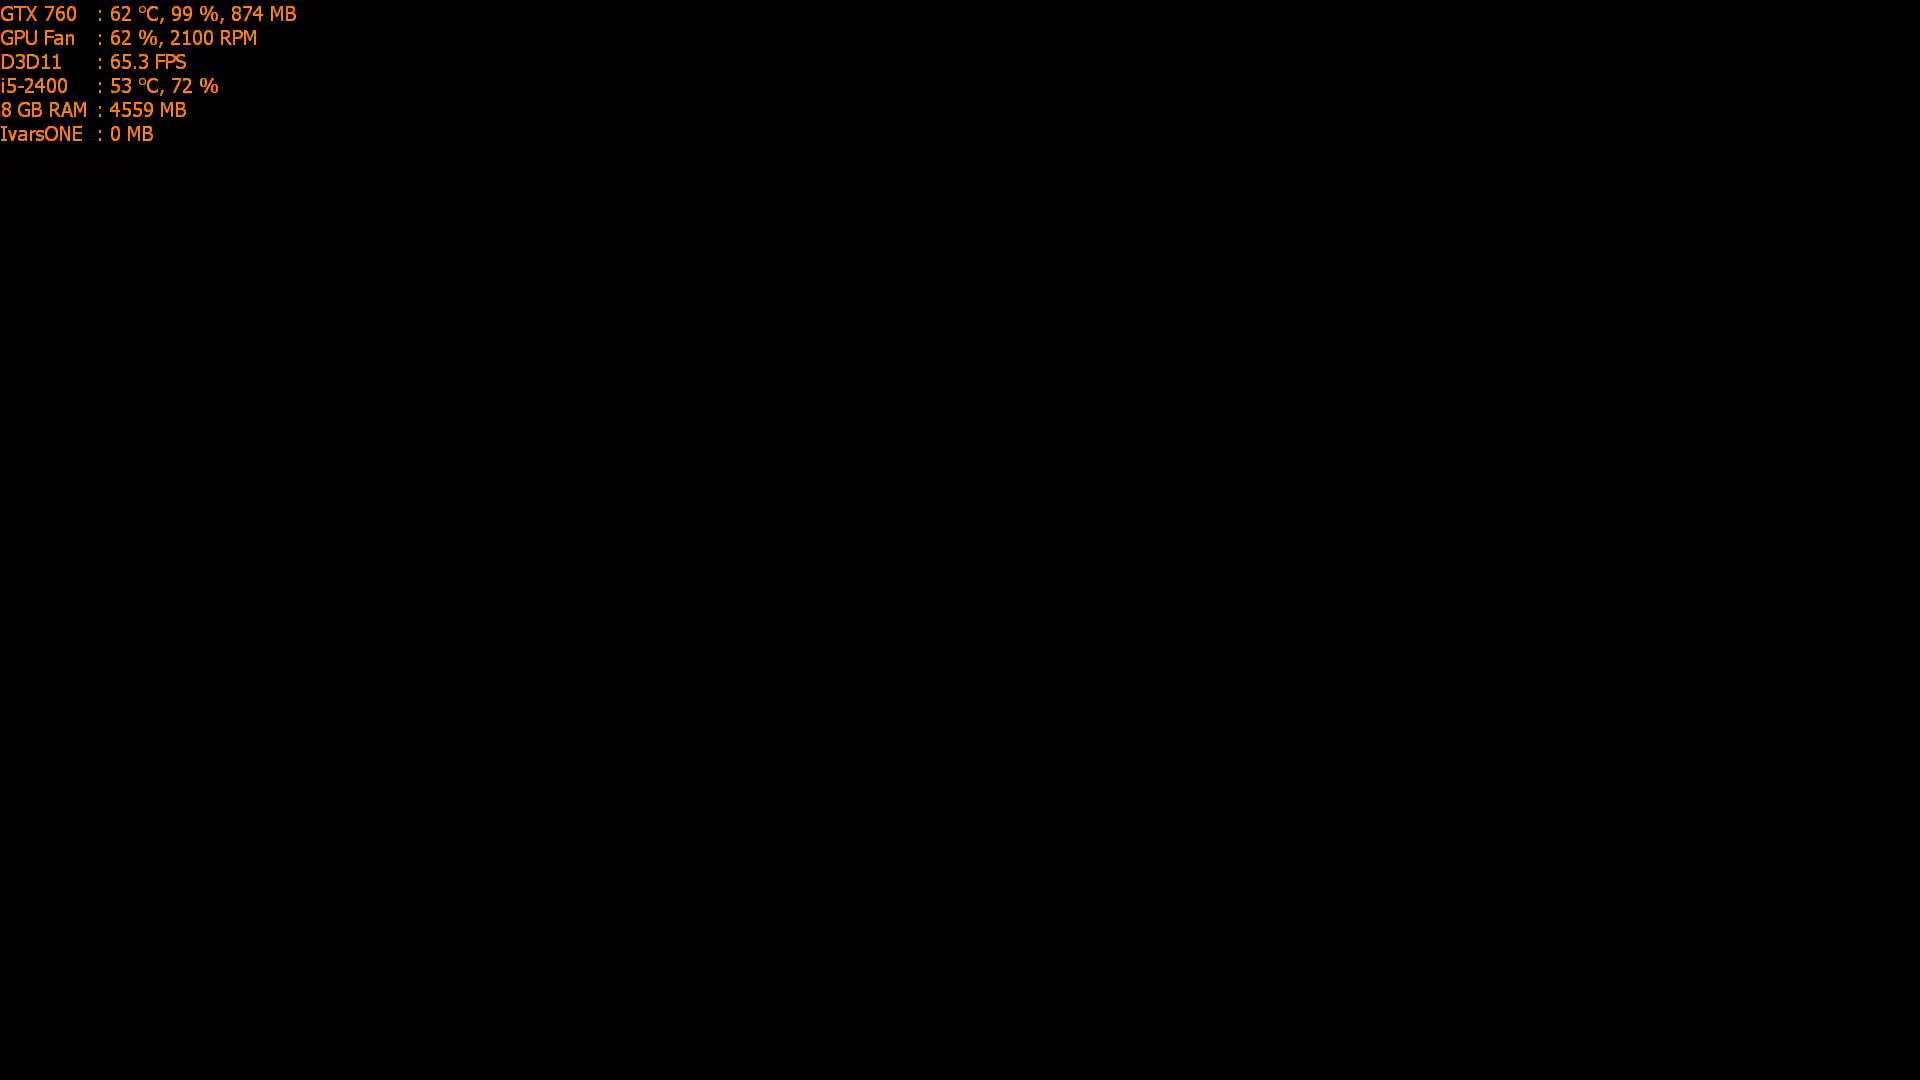 GTX 760 : 62 °C, 99 %, 874 MB
GPU Fan : 62 %, 2100 RPM
D3D11 : 65.3 FPS
i5-2400 : 53 °C, 72 %
8 GB RAM : 4559 MB
IvarsONE : 0 MB